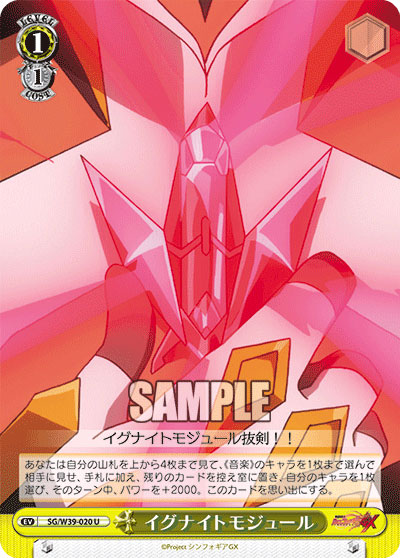 LEVEL
1
1
COST
SAMPLE
イグナイトモジュール抜剣！！
あなたは自分の山札を上から4枚まで見て、《音楽》のキャラを1枚まで選んで
相手に見せ、手札に加え、残りのカードを控え室に置き、自分のキャラを1枚
選び、そのターン中、パワーを＋2000。このカードを思い出にする。
EV SG/W39-020 U イグナイトモジュール
©Project シンフォギアGX